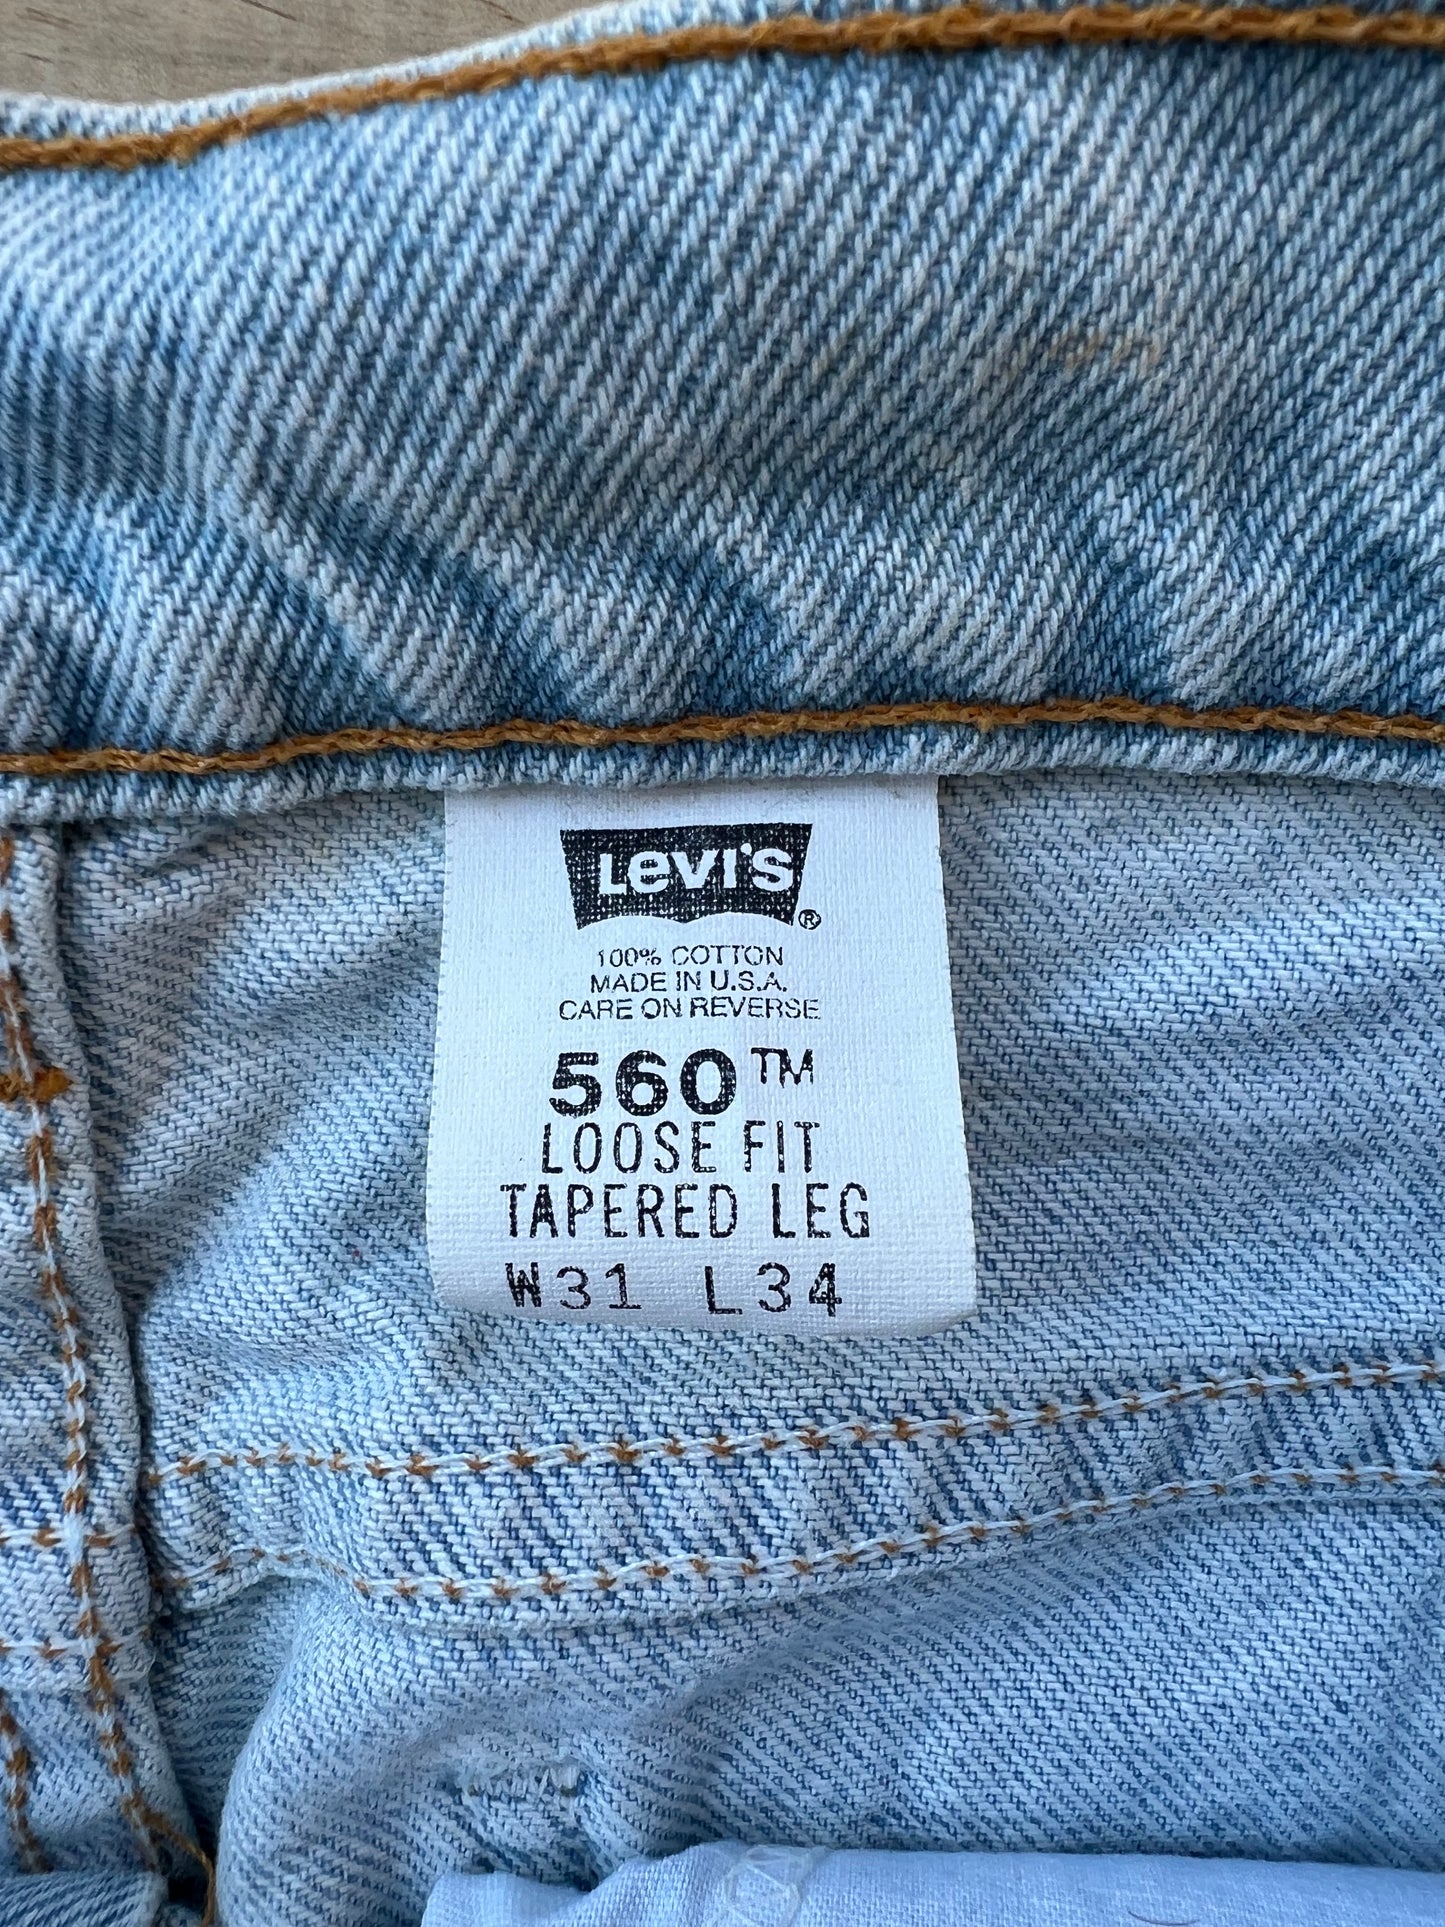 Levi's®
100% COTTON
MADE IN U.S.A.
CARE ON REVERSE
560™
LOOSE FIT
TAPERED LEG
W31 L34